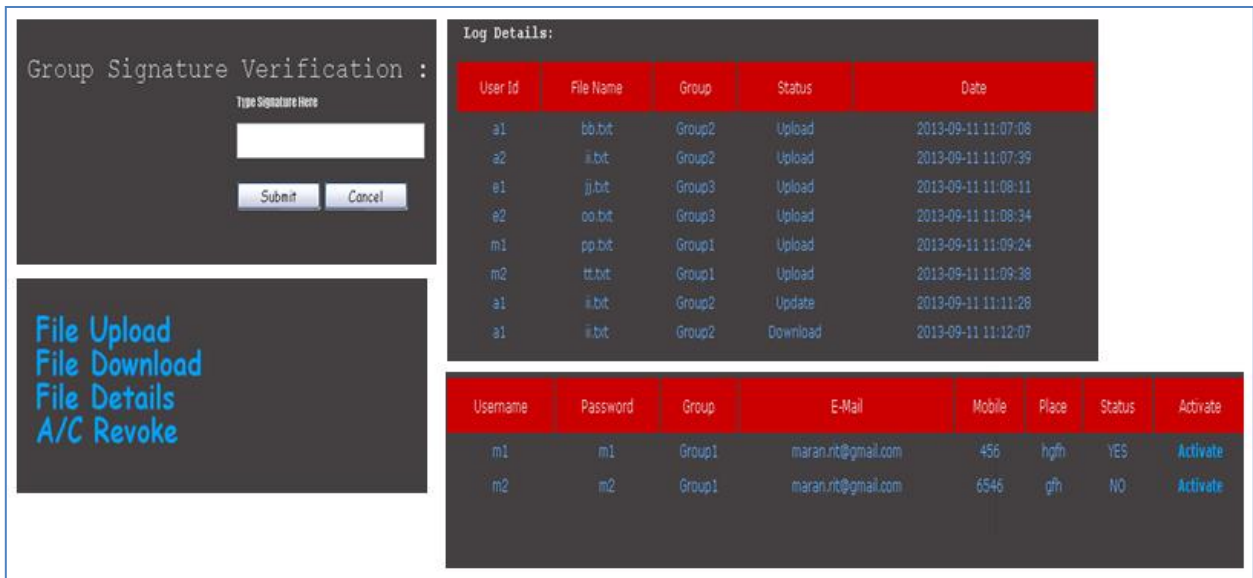 Group Signature Verification :
Type Signature Here
Submit Cancel
File Upload
File Download
File Details
A/C Revoke
Log Details:
User Id File Name Group Status Date
a1 bb.txt Group2 Upload 2013-09-11 11:07:08
a2 ii.txt Group2 Upload 2013-09-11 11:07:39
e1 jj.txt Group3 Upload 2013-09-11 11:08:11
e2 oo.txt Group3 Upload 2013-09-11 11:08:34
m1 pp.txt Group1 Upload 2013-09-11 11:09:24
m2 tt.txt Group1 Upload 2013-09-11 11:09:38
a1 ii.txt Group2 Update 2013-09-11 11:11:28
a1 ii.txt Group2 Download 2013-09-11 11:12:07
Username Password Group E-Mail Mobile Place Status Activate
m1 m1 Group1 maran.rit@gmail.com 456 hgfh YES Activate
m2 m2 Group1 maran.rit@gmail.com 6546 gfh NO Activate